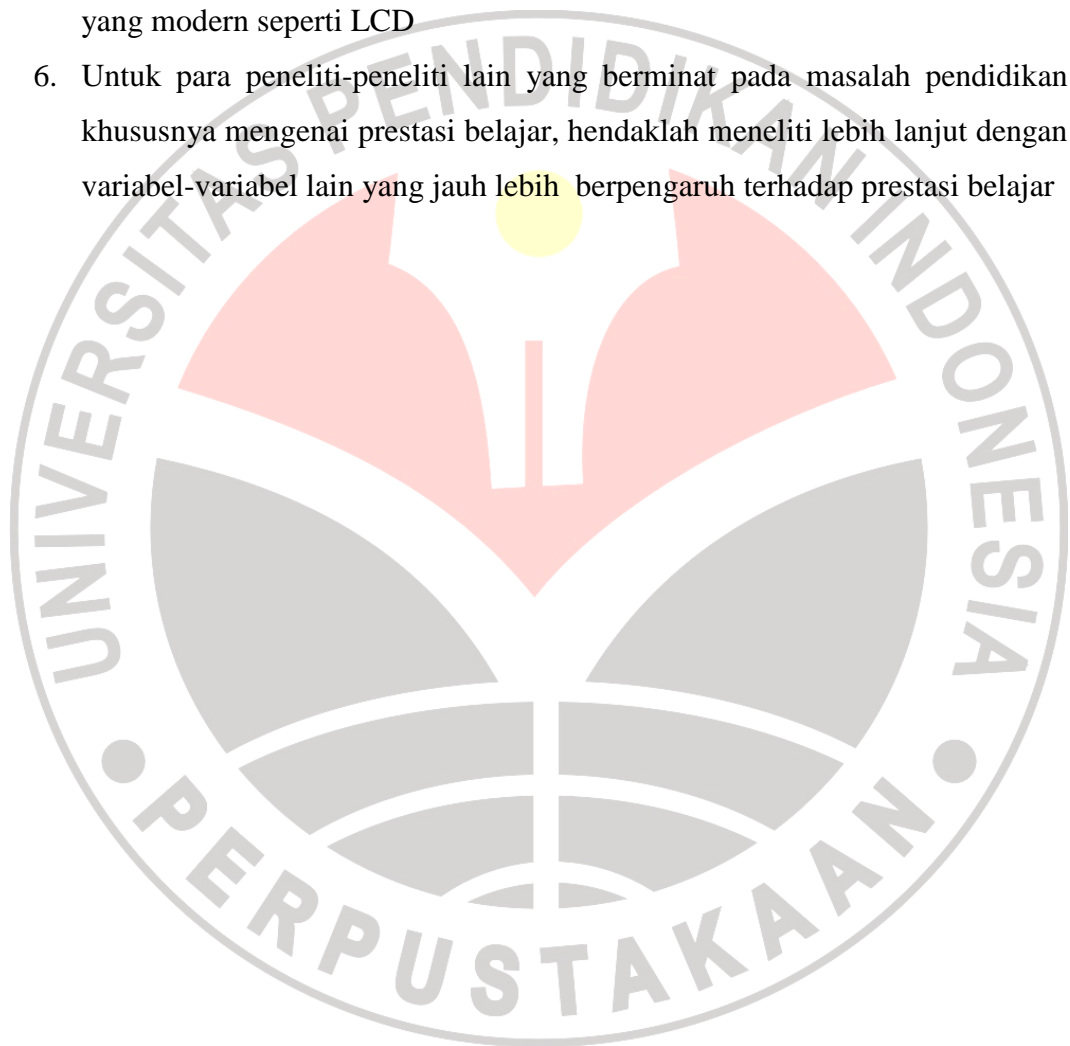 yang modern seperti LCD
6. Untuk para peneliti-peneliti lain yang berminat pada masalah pendidikan
khususnya mengenai prestasi belajar, hendaklah meneliti lebih lanjut dengan
variabel-variabel lain yang jauh lebih berpengaruh terhadap prestasi belajar
UNIVERSITAS PENDIDIKAN INDONESIA
PERPUSTAKAAN